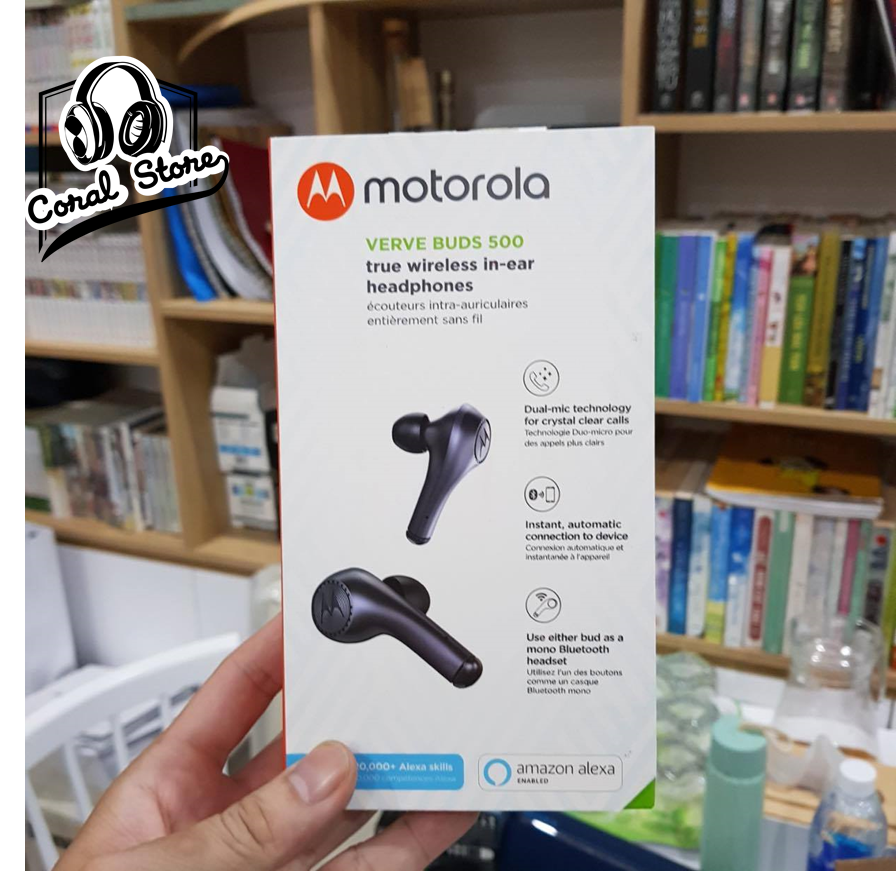 Coral Store
motorola
VERVE BUDS 500
true wireless in-ear
headphones
écouteurs intra-auriculaires
entièrement sans fil
Dual-mic technology
for crystal clear calls
Technologie Duo-micro pour
des appels plus clairs
Instant, automatic
connection to device
Connexion automatique et
instantanée à l'appareil
Use either bud as a
mono Bluetooth
headset
Utilisez l'un des boutons
comme un casque
Bluetooth mono
Alexa skills
amazon alexa
ENABLED